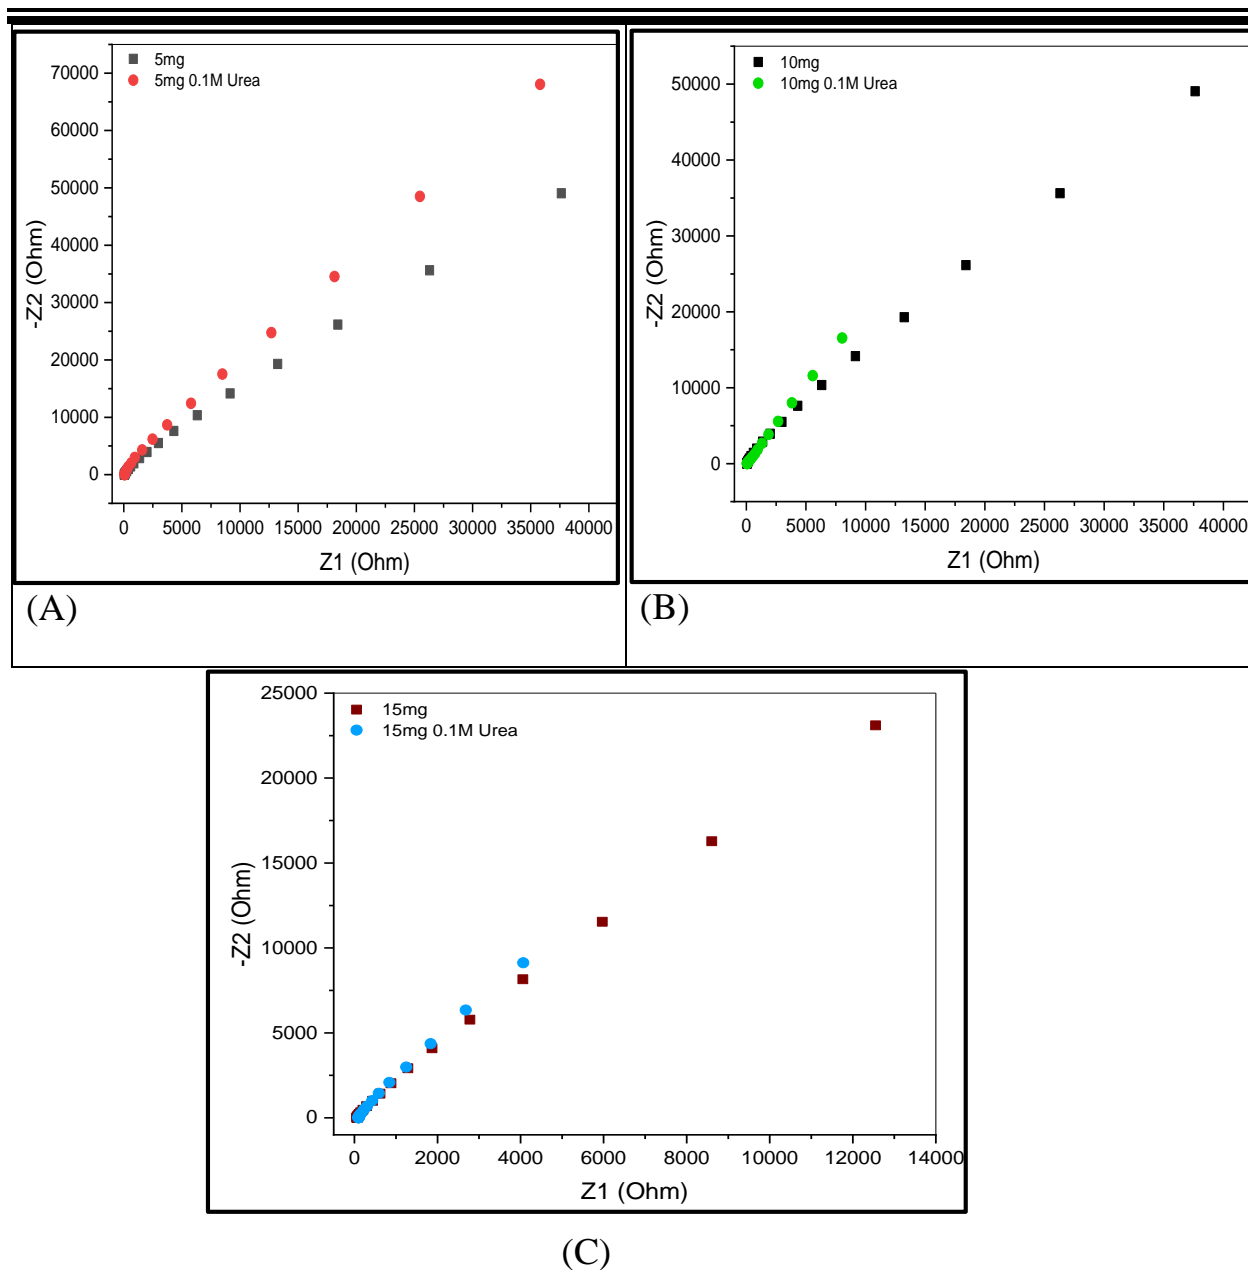 5mg
5mg 0.1M Urea
70000
60000
50000
40000
30000
20000
10000
0
-Z2 (Ohm)
0 5000 10000 15000 20000 25000 30000 35000 40000
Z1 (Ohm)
(A)
10mg
10mg 0.1M Urea
50000
40000
30000
20000
10000
0
-Z2 (Ohm)
0 5000 10000 15000 20000 25000 30000 35000 40000
Z1 (Ohm)
(B)
15mg
15mg 0.1M Urea
25000
20000
15000
10000
5000
0
-Z2 (Ohm)
0 2000 4000 6000 8000 10000 12000 14000
Z1 (Ohm)
(C)